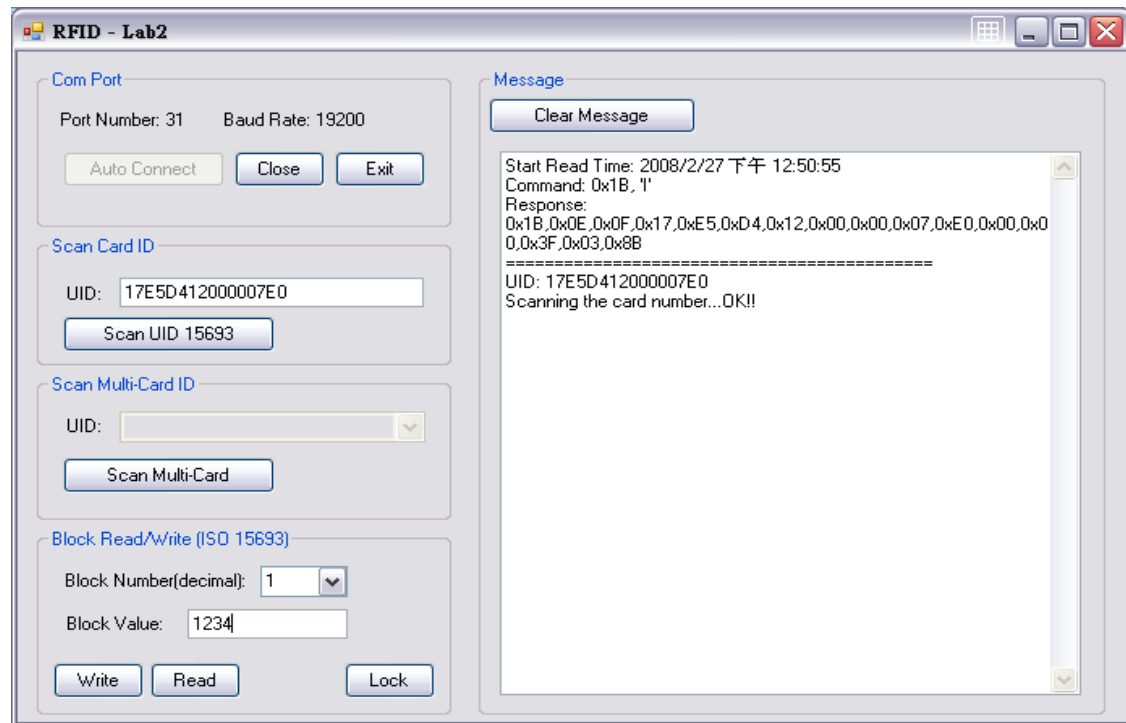 RFID - Lab2
Com Port
Port Number: 31 Baud Rate: 19200
Auto Connect Close Exit
Scan Card ID
UID: 17E5D412000007E0
Scan UID 15693
Scan Multi-Card ID
UID:
Scan Multi-Card
Block Read/Write (ISO 15693)
Block Number(decimal): 1
Block Value: 1234
Write Read Lock
Message
Clear Message
Start Read Time: 2008/2/27 下午 12:50:55
Command: 0x1B, 'I'
Response:
0x1B,0x0E,0x0F,0x17,0xE5,0xD4,0x12,0x00,0x00,0x07,0xE0,0x00,0x0
0,0x3F,0x03,0x8B
============================================
UID: 17E5D412000007E0
Scanning the card number...OK!!